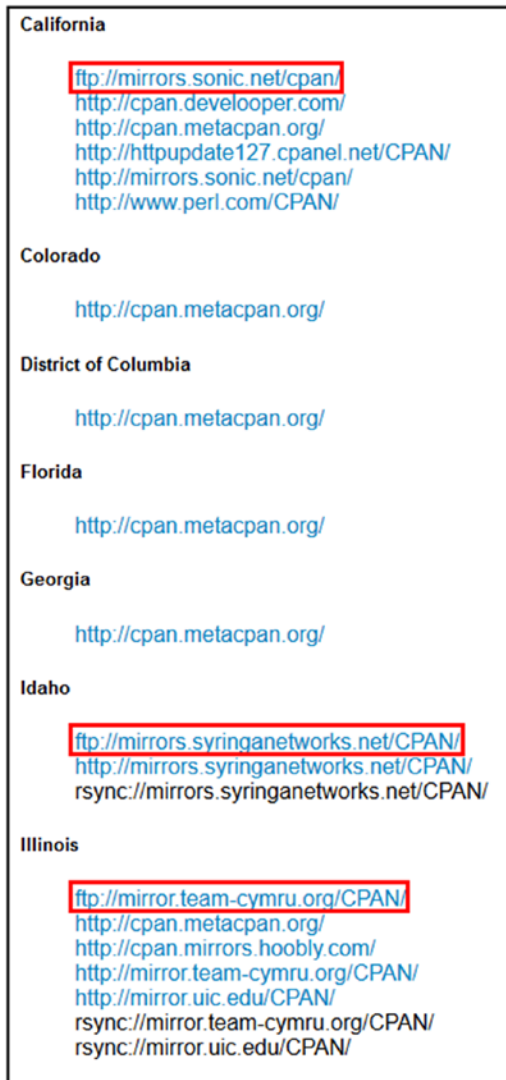 California
ftp://mirrors.sonic.net/cpan/
http://cpan.develooper.com/
http://cpan.metacpan.org/
http://httpupdate127.cpanel.net/CPAN/
http://mirrors.sonic.net/cpan/
http://www.perl.com/CPAN/
Colorado
http://cpan.metacpan.org/
District of Columbia
http://cpan.metacpan.org/
Florida
http://cpan.metacpan.org/
Georgia
http://cpan.metacpan.org/
Idaho
ftp://mirrors.syringanetworks.net/CPAN/
http://mirrors.syringanetworks.net/CPAN/
rsync://mirrors.syringanetworks.net/CPAN/
Illinois
ftp://mirror.team-cymru.org/CPAN/
http://cpan.metacpan.org/
http://cpan.mirrors.hoobly.com/
http://mirror.team-cymru.org/CPAN/
http://mirror.uic.edu/CPAN/
rsync://mirror.team-cymru.org/CPAN/
rsync://mirror.uic.edu/CPAN/